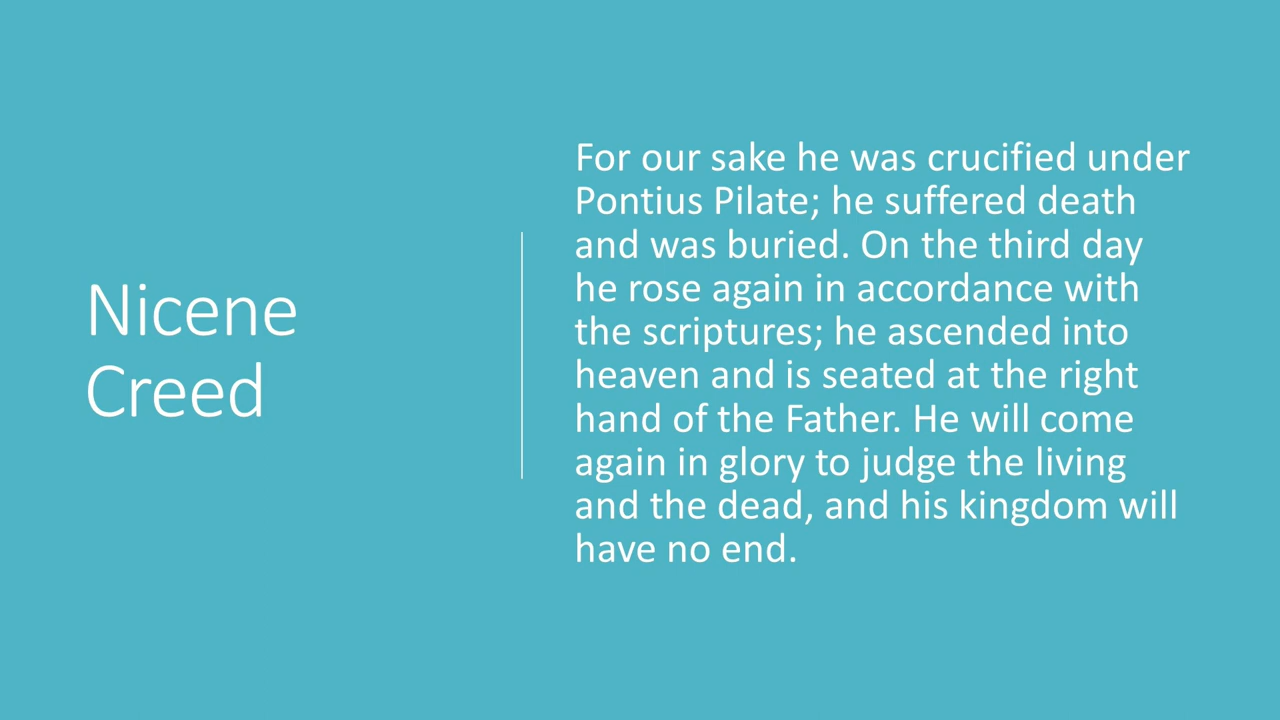 Nicene
Creed
For our sake he was crucified under
Pontius Pilate; he suffered death
and was buried. On the third day
he rose again in accordance with
the scriptures; he ascended into
heaven and is seated at the right
hand of the Father. He will come
again in glory to judge the living
and the dead, and his kingdom will
have no end.